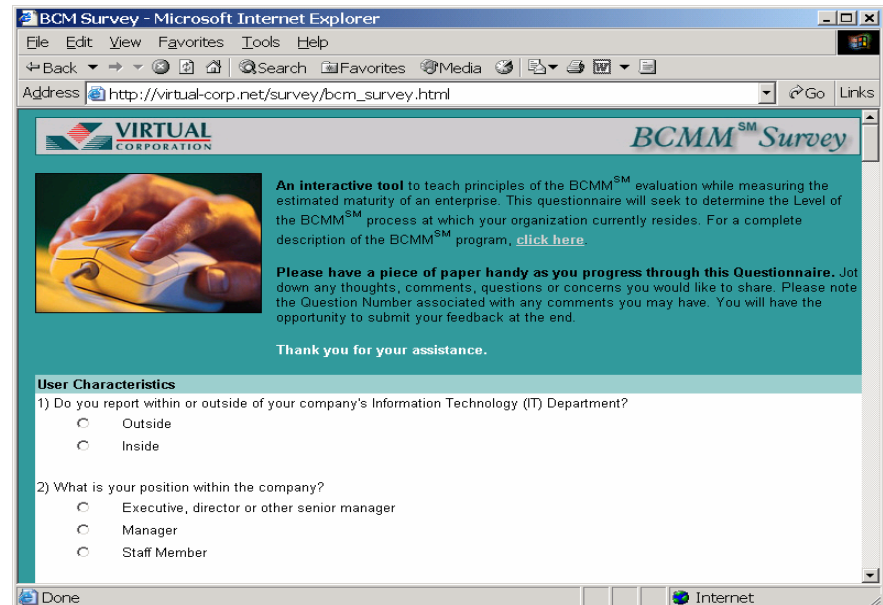 BCM Survey - Microsoft Internet Explorer
File Edit View Favorites Tools Help
Back Search Favorites Media
Address http://virtual-corp.net/survey/bcm_survey.html Go Links
VIRTUAL
CORPORATION
BCMM SM Survey
An interactive tool to teach principles of the BCMM SM evaluation while measuring the
estimated maturity of an enterprise. This questionnaire will seek to determine the Level of
the BCMM SM process at which your organization currently resides. For a complete
description of the BCMM SM program, click here.
Please have a piece of paper handy as you progress through this Questionnaire. Jot
down any thoughts, comments, questions or concerns you would like to share. Please note
the Question Number associated with any comments you may have. You will have the
opportunity to submit your feedback at the end.
Thank you for your assistance.
User Characteristics
1) Do you report within or outside of your company's Information Technology (IT) Department?
Outside
Inside
2) What is your position within the company?
Executive, director or other senior manager
Manager
Staff Member
Done Internet